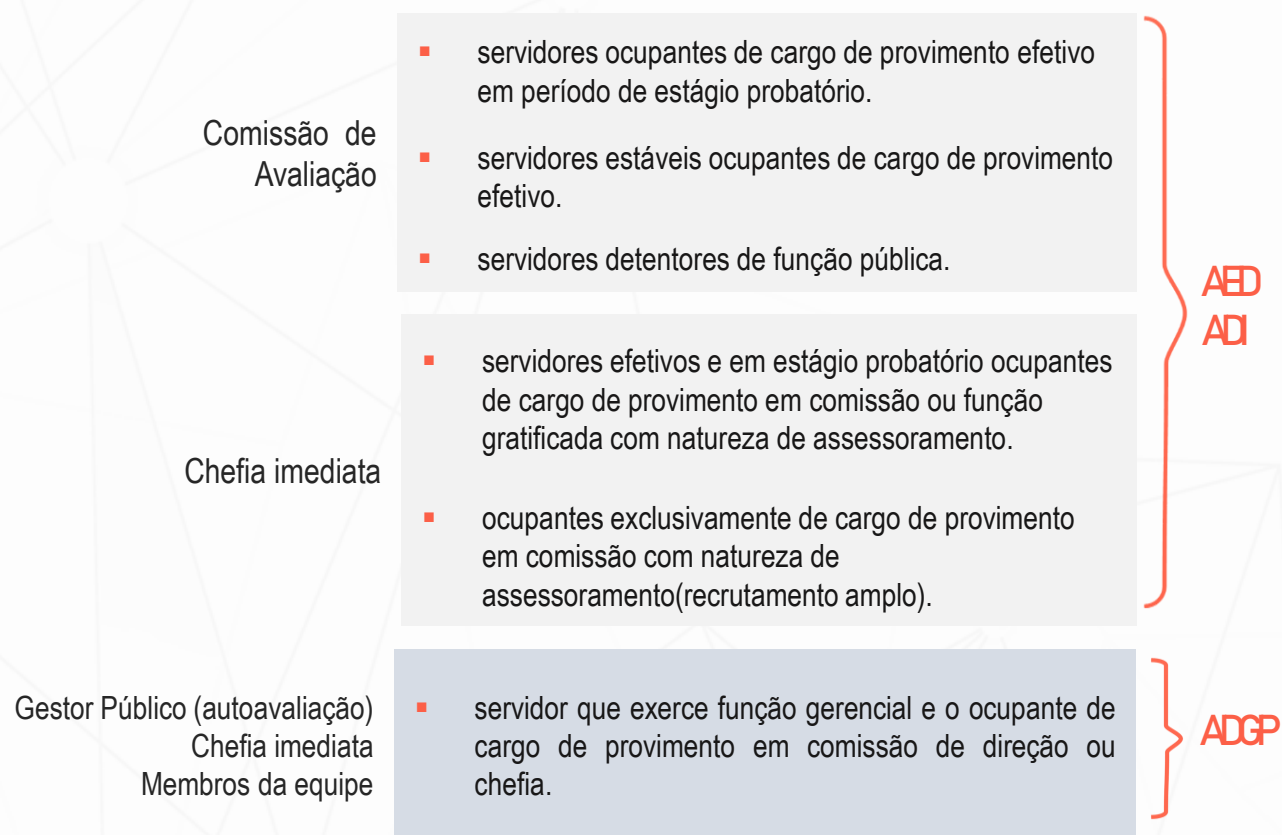 Comissão de
Avaliação
▪ servidores ocupantes de cargo de provimento efetivo
em período de estágio probatório.
▪ servidores estáveis ocupantes de cargo de provimento
efetivo.
▪ servidores detentores de função pública.
Chefia imediata
▪ servidores efetivos e em estágio probatório ocupantes
de cargo de provimento em comissão ou função
gratificada com natureza de assessoramento.
▪ ocupantes exclusivamente de cargo de provimento
em comissão com natureza de
assessoramento(recrutamento amplo).
AED
ADI
Gestor Público (autoavaliação)
Chefia imediata
Membros da equipe
▪ servidor que exerce função gerencial e o ocupante de
cargo de provimento em comissão de direção ou
chefia.
ADGP